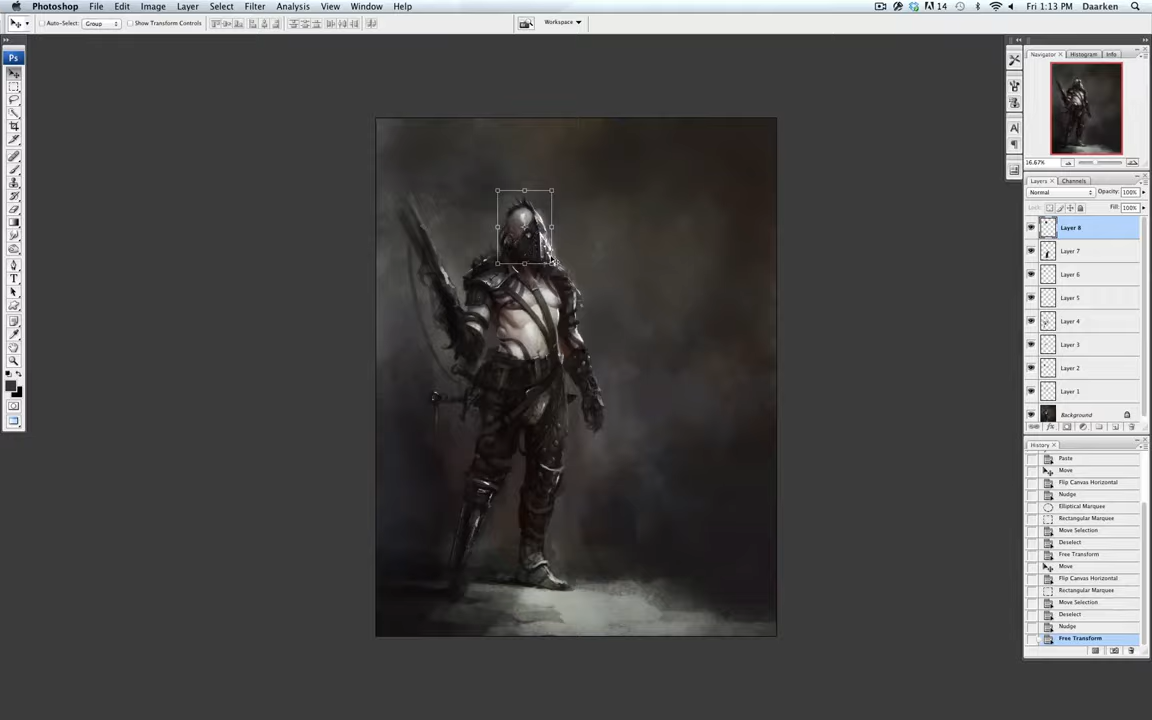 Photoshop File Edit Image Layer Select Filter Analysis View Window Help 14 Fri 1:13 PM Daarken
Auto-Select: Group Show Transform Controls Workspace
Ps
Navigator Histogram Info
16.67%
Layers Channels
Normal Opacity: 100%
Lock: Fill: 100%
Layer 8
Layer 7
Layer 6
Layer 5
Layer 4
Layer 3
Layer 2
Layer 1
Background
History
Paste
Move
Flip Canvas Horizontal
Nudge
Elliptical Marquee
Rectangular Marquee
Move Selection
Deselect
Free Transform
Move
Flip Canvas Horizontal
Rectangular Marquee
Move Selection
Deselect
Nudge
Free Transform